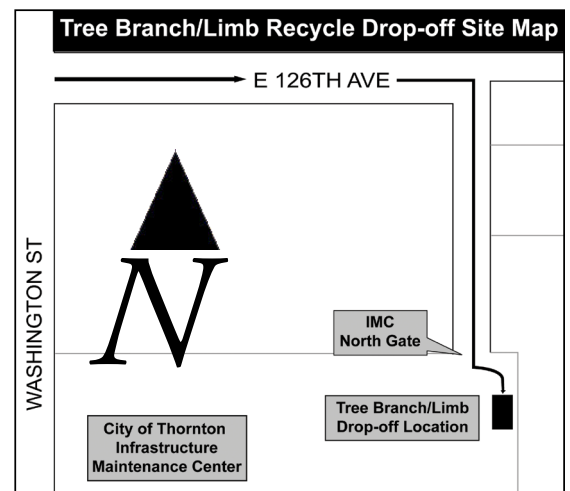 Tree Branch/Limb Recycle Drop-off Site Map
E 126TH AVE
WASHINGTON ST
N
IMC
North Gate
Tree Branch/Limb
Drop-off Location
City of Thornton
Infrastructure
Maintenance Center